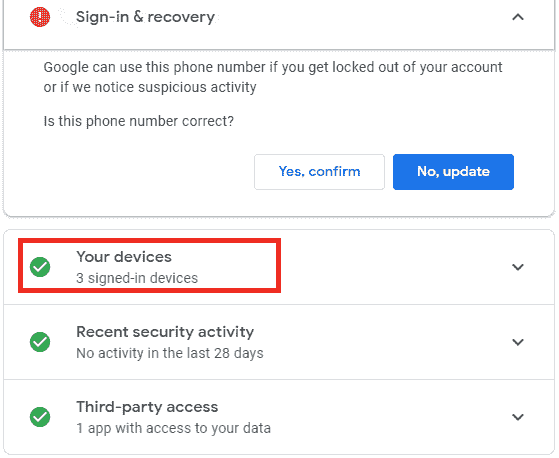 Sign-in & recovery
Google can use this phone number if you get locked out of your account
or if we notice suspicious activity
Is this phone number correct?
Yes, confirm
No, update
Your devices
3 signed-in devices
Recent security activity
No activity in the last 28 days
Third-party access
1 app with access to your data